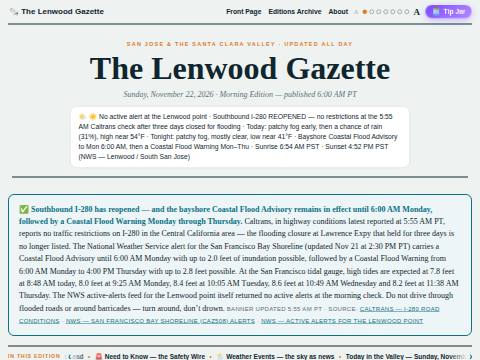 🗞️ The Lenwood Gazette
Front Page Editions Archive About A A Tip Jar
SAN JOSE & THE SANTA CLARA VALLEY · UPDATED ALL DAY
The Lenwood Gazette
Sunday, November 22, 2026 · Morning Edition — published 6:00 AM PT
No active alert at the Lenwood point · Southbound I-280 REOPENED — no restrictions at the 5:55
AM Caltrans check after three days closed for flooding · Today: patchy fog early, then a chance of rain
(31%), high near 54°F · Tonight: patchy fog, mostly clear, low near 41°F · Bayshore Coastal Flood Advisory
to Mon 6:00 AM, then a Coastal Flood Warning Mon–Thu · Sunrise 6:54 AM PST · Sunset 4:52 PM PST
(NWS — Lenwood / South San Jose)
✅ Southbound I-280 has reopened — and the bayshore Coastal Flood Advisory remains in effect until 6:00 AM Monday,
followed by a Coastal Flood Warning Monday through Thursday. Caltrans, in highway conditions latest reported at 5:55 AM PT,
reports no traffic restrictions on I-280 in the Central California area — the flooding closure at Lawrence Expy that held for three days is
no longer listed. The National Weather Service alert for the San Francisco Bay Shoreline (updated Nov 21 at 2:30 PM PT) carries a
Coastal Flood Advisory until 6:00 AM Monday with up to 2.0 feet of inundation possible, followed by a Coastal Flood Warning from
6:00 AM Monday to 4:00 PM Thursday with up to 2.8 feet possible. At the San Francisco tidal gauge, high tides are expected at 7.8 feet
at 8:48 AM today, 8.0 feet at 9:25 AM Monday, 8.4 feet at 10:05 AM Tuesday, 8.6 feet at 10:49 AM Wednesday and 8.2 feet at 11:38 AM
Thursday. The NWS-alerts feed for the Lenwood point itself returned no active alerts at the morning check. Do not drive through
flooded roads or around barricades — turn around, don't drown. BANNER UPDATED 5:55 AM PT · SOURCE: CALTRANS — I-280 ROAD
CONDITIONS · NWS — SAN FRANCISCO BAY SHORELINE (CAZ508) ALERTS · NWS — ACTIVE ALERTS FOR THE LENWOOD POINT
IN THIS EDITION • 🚨 Need to Know — the Safety Wire • Weather Events — the sky as news • Today in the Valley — Sunday,